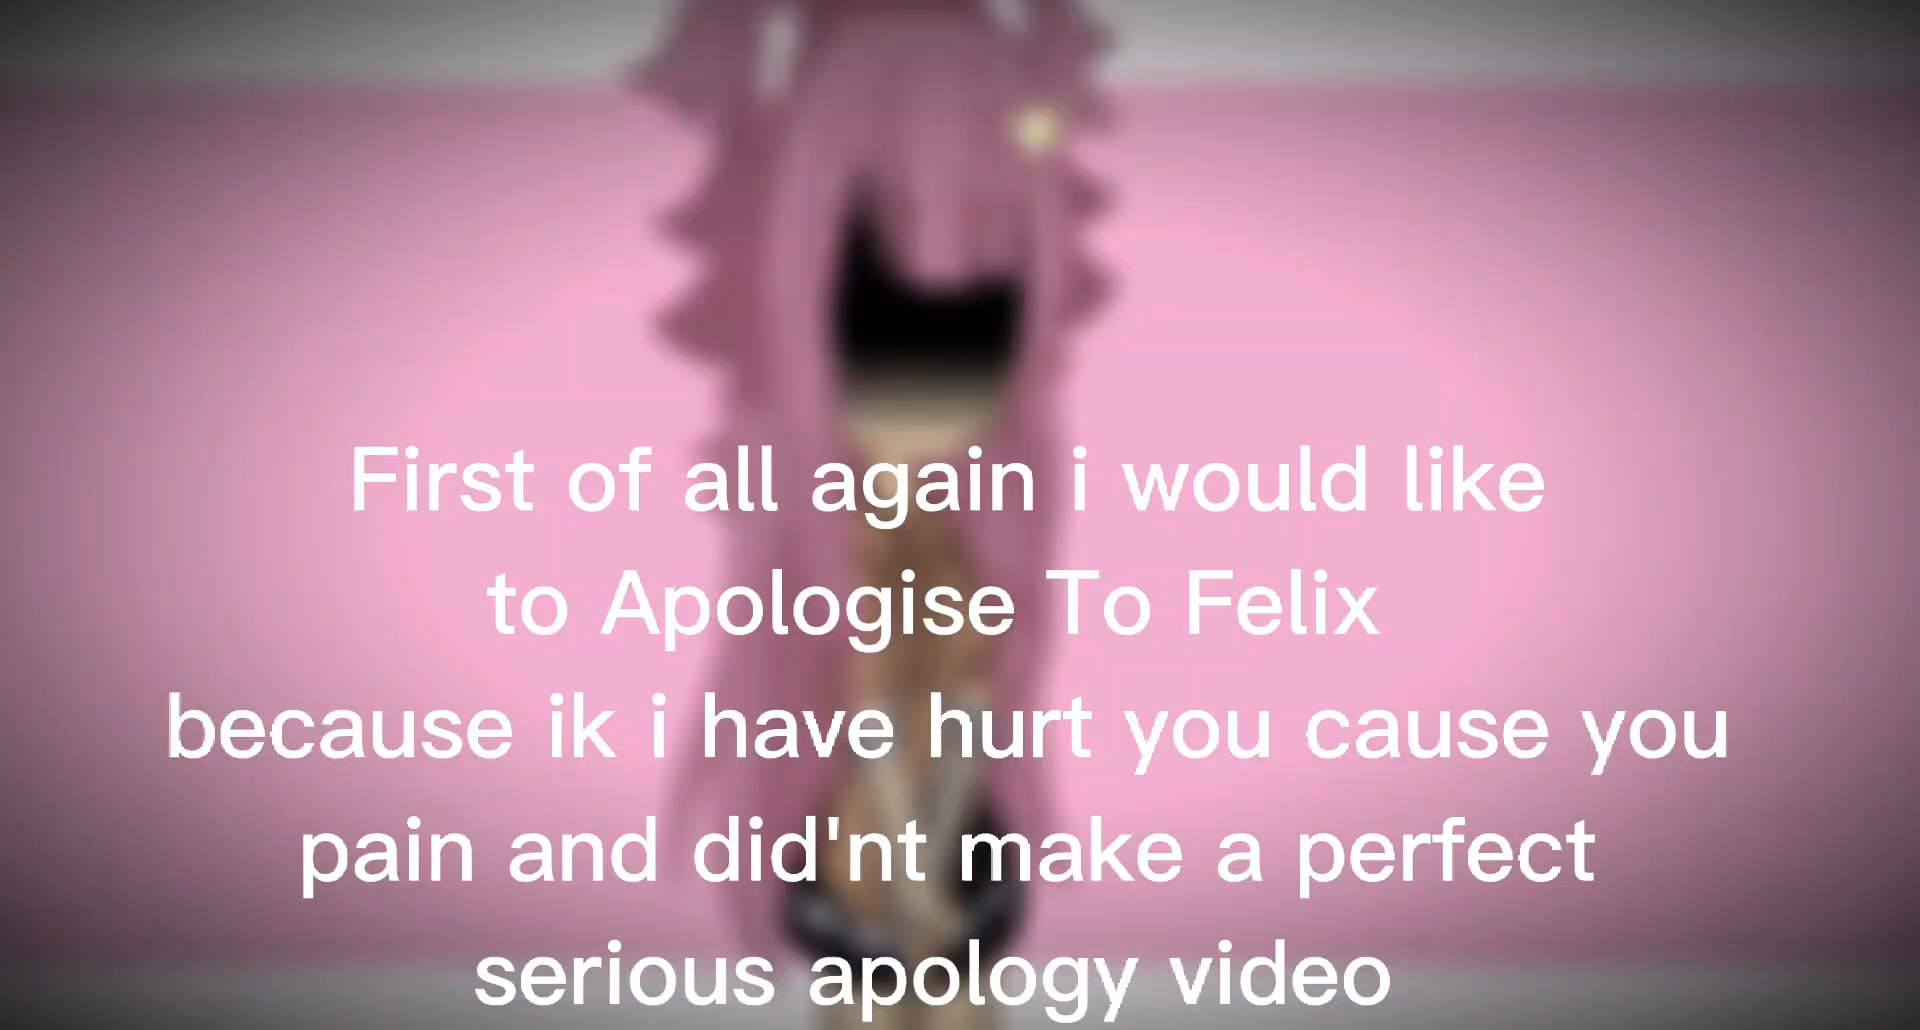 First of all again i would like
to Apologise To Felix
because ik i have hurt you cause you
pain and did'nt make a perfect
serious apology video